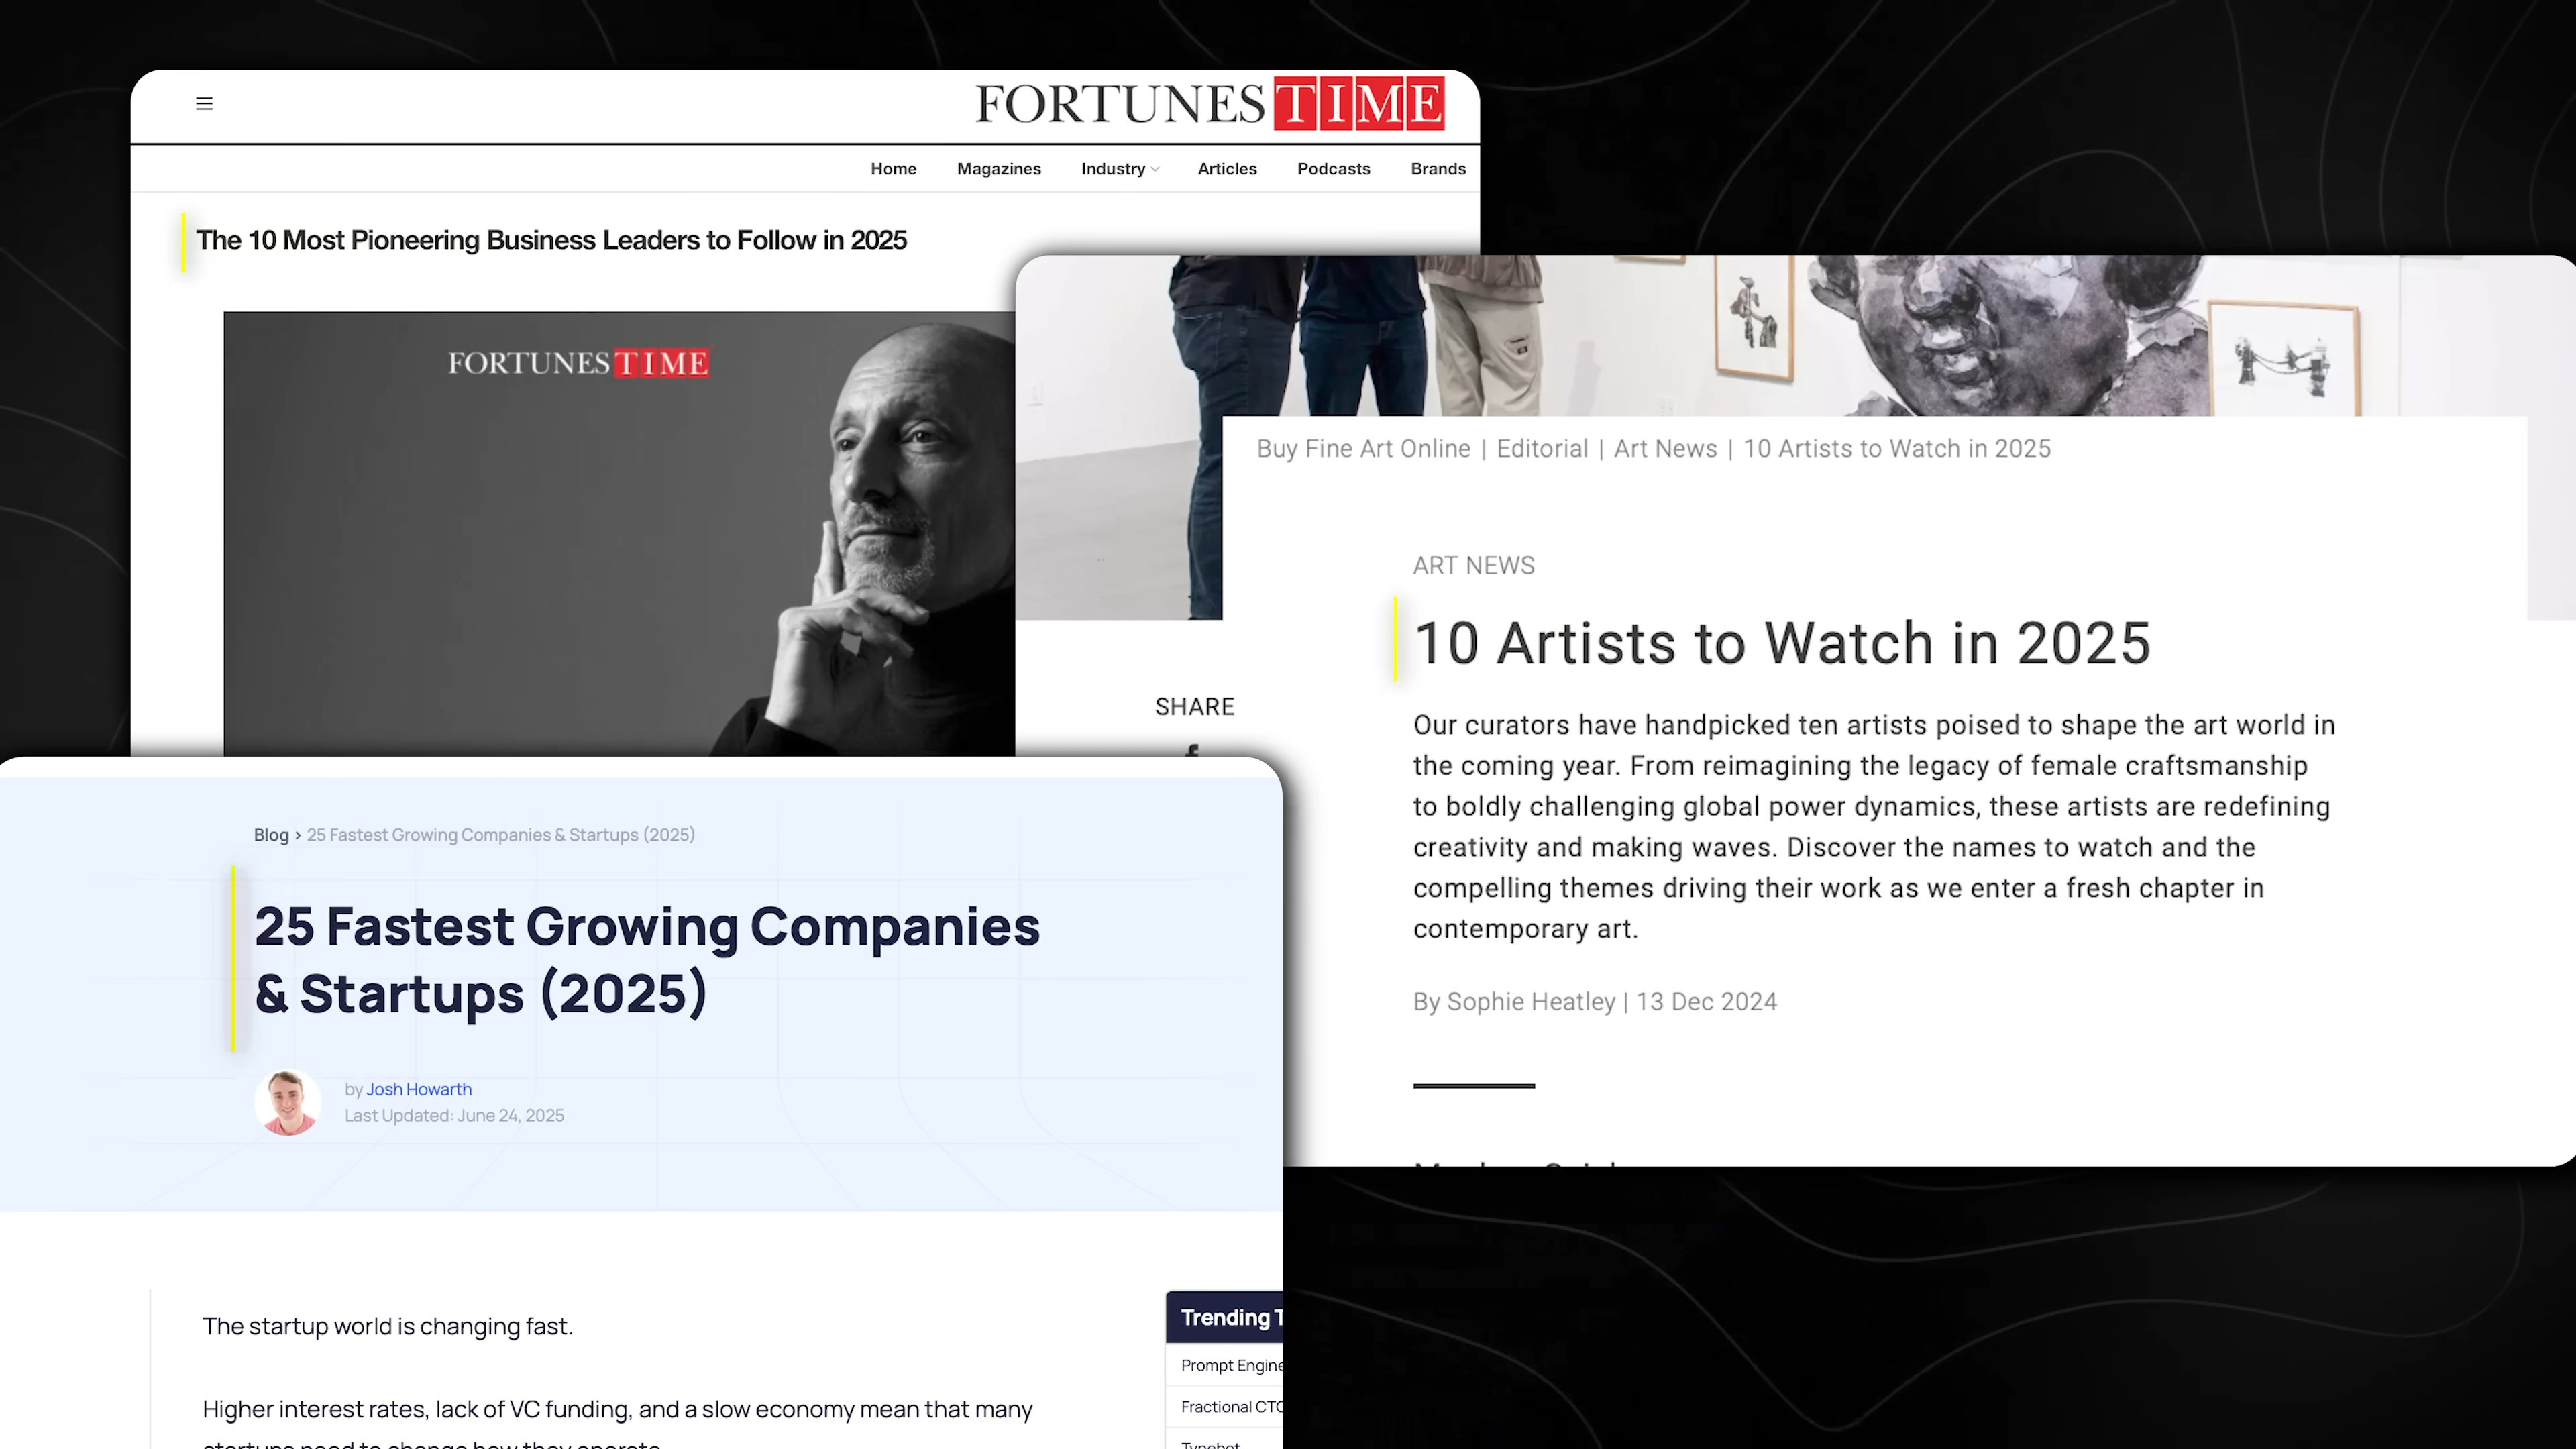 FORTUNES TIME
Home Magazines Industry Articles Podcasts Brands
The 10 Most Pioneering Business Leaders to Follow in 2025
FORTUNES TIME
Buy Fine Art Online | Editorial | Art News | 10 Artists to Watch in 2025
ART NEWS
10 Artists to Watch in 2025
SHARE
Our curators have handpicked ten artists poised to shape the art world in
the coming year. From reimagining the legacy of female craftsmanship
to boldly challenging global power dynamics, these artists are redefining
creativity and making waves. Discover the names to watch and the
compelling themes driving their work as we enter a fresh chapter in
contemporary art.
By Sophie Heatley | 13 Dec 2024
Blog > 25 Fastest Growing Companies & Startups (2025)
25 Fastest Growing Companies
& Startups (2025)
by Josh Howarth
Last Updated: June 24, 2025
The startup world is changing fast.
Higher interest rates, lack of VC funding, and a slow economy mean that many
startups need to change how they operate.
Trending
Prompt
Fractional